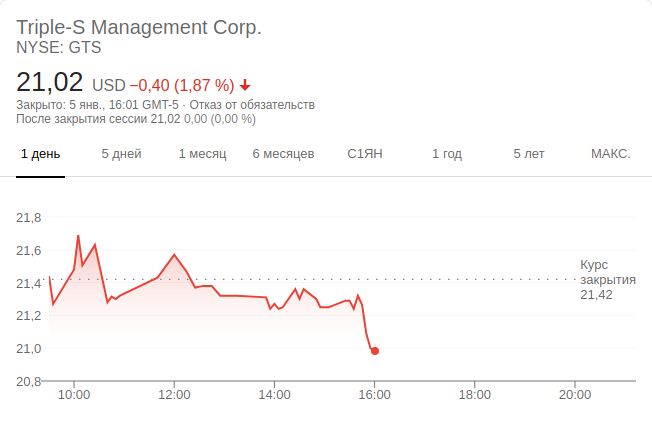 Triple-S Management Corp.
NYSE: GTS
21,02 USD −0,40 (1,87 %)
Закрыто: 5 янв., 16:01 GMT-5 · Отказ от обязательств
После закрытия сессии 21,02 0,00 (0,00 %)
1 день 5 дней 1 месяц 6 месяцев С1ЯН 1 год 5 лет МАКС.
21,8
21,6
21,4
21,2
21,0
20,8
Курс
закрытия
21,42
10:00 12:00 14:00 16:00 18:00 20:00